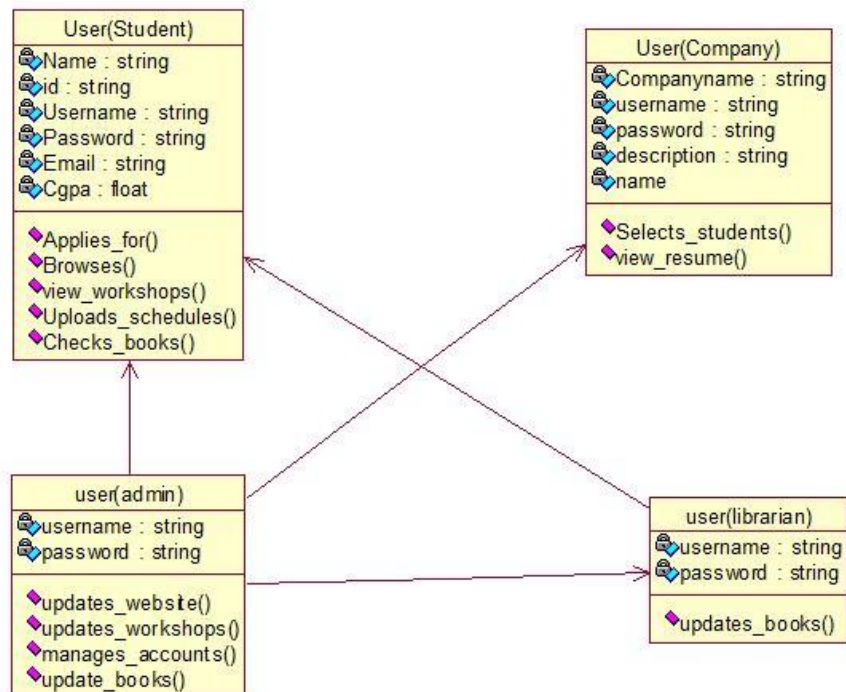 User(Student)
Name : string
id : string
Username : string
Password : string
Email : string
Cgpa : float
Applies_for()
Browses()
view_workshops()
Uploads_schedules()
Checks_books()
User(Company)
Companyname : string
username : string
password : string
description : string
name
Selects_students()
view_resume()
user(admin)
username : string
password : string
updates_website()
updates_workshops()
manages_accounts()
update_books()
user(librarian)
username : string
password : string
updates_books()